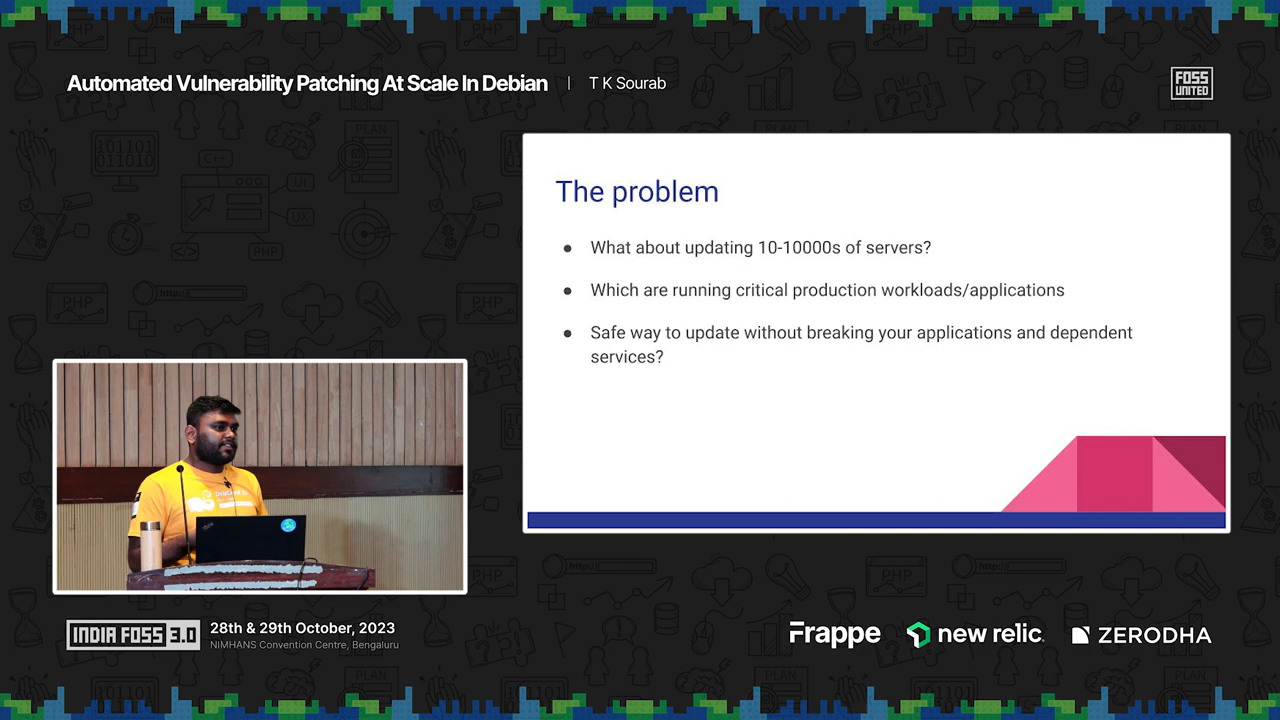 Automated Vulnerability Patching At Scale In Debian | T K Sourab
FOSS
UNITED
The problem
● What about updating 10-10000s of servers?
● Which are running critical production workloads/applications
● Safe way to update without breaking your applications and dependent
services?
INDIA FOSS 3.0
28th & 29th October, 2023
NIMHANS Convention Centre, Bengaluru
Frappe
new relic
ZERODHA